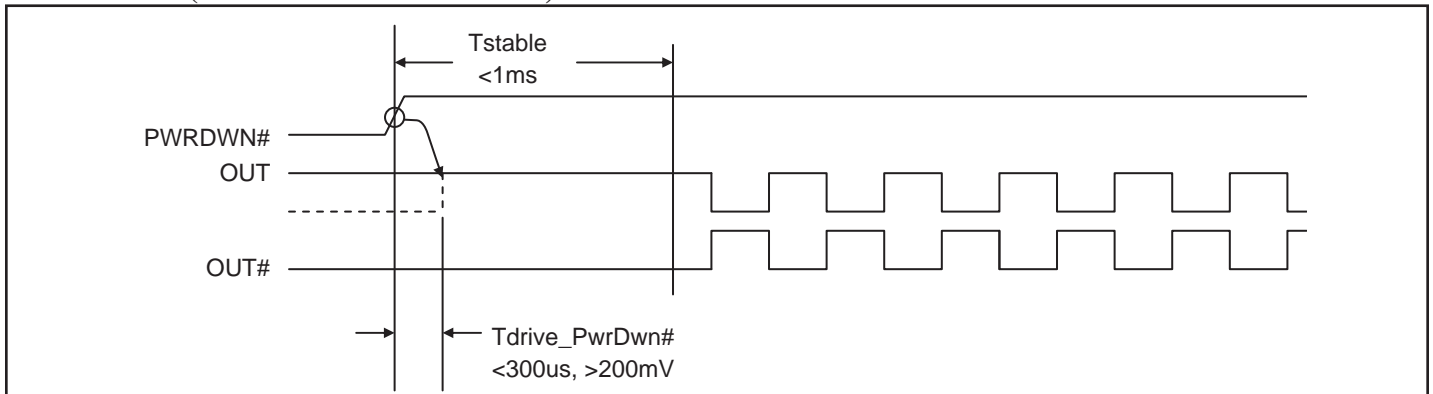 Tstable
<1ms
PWRDWN#
OUT
OUT#
Tdrive_PwrDwn#
<300us, >200mV